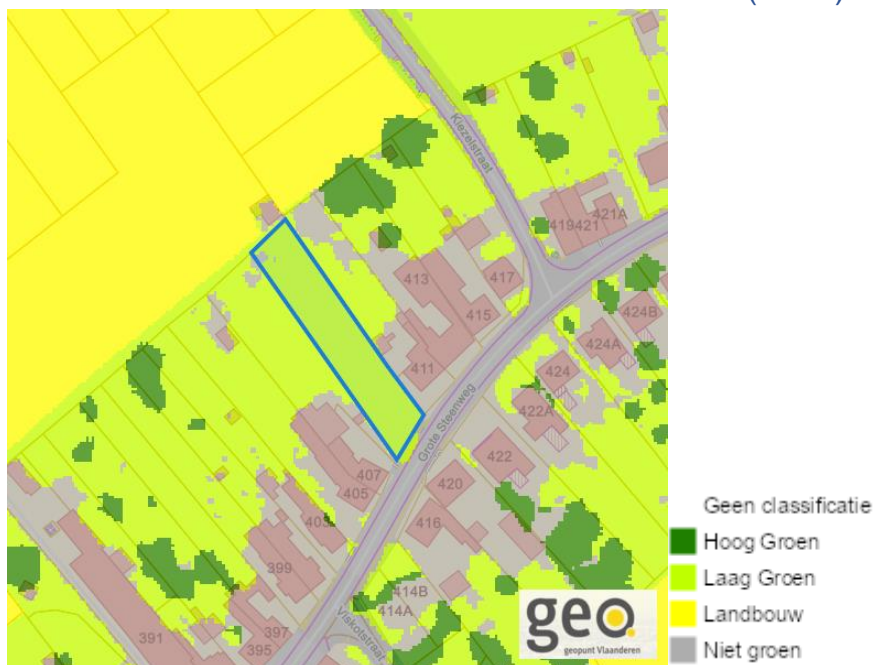 Kiezelstraat
419 421 421A
413
417
415
424B
424A
411
424
422A
Grote Steenweg
422
407
420
405
403
416
399
414B
414A
397
391
395
Viskotstraat
geo
geopunt Vlaanderen
Geen classificatie
Hoog Groen
Laag Groen
Landbouw
Niet groen